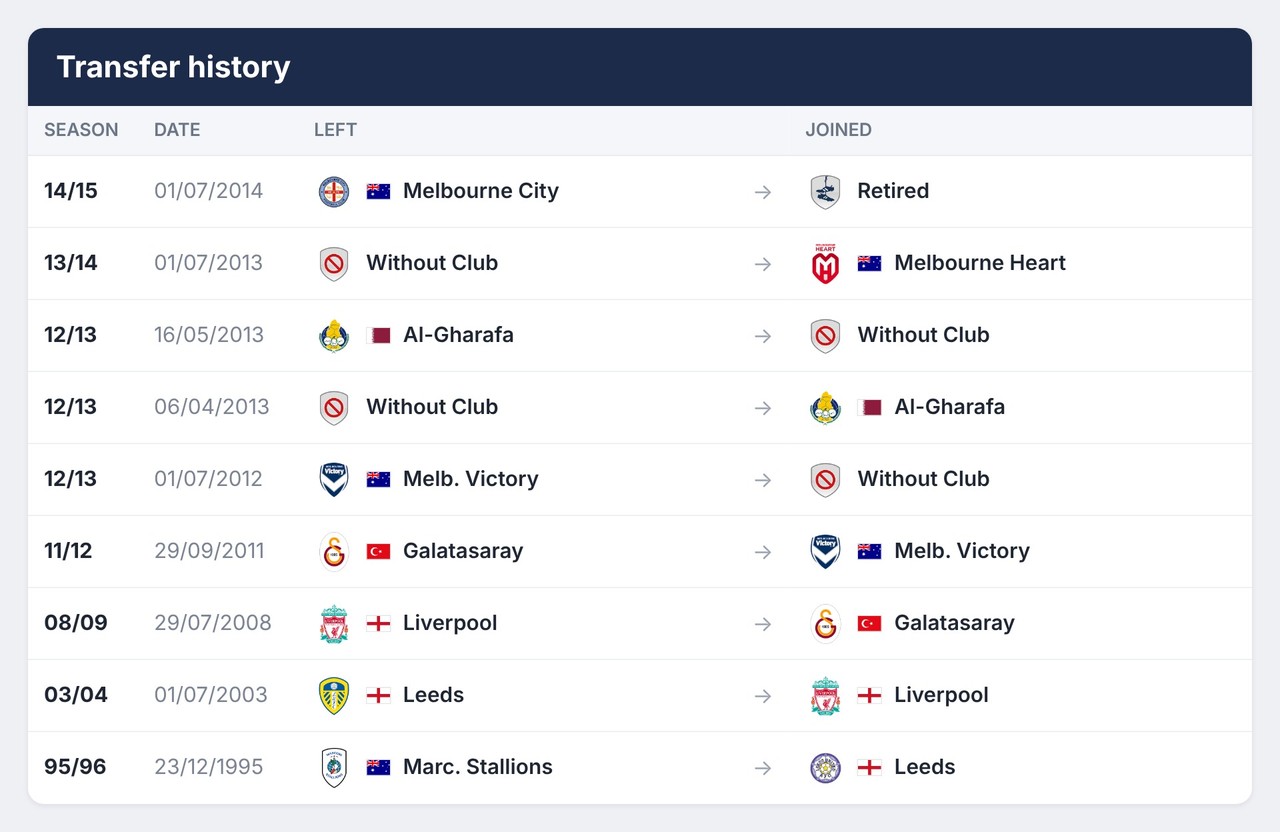 Transfer history
SEASON DATE LEFT JOINED
14/15 01/07/2014 Melbourne City → Retired
13/14 01/07/2013 Without Club → HEART Melbourne Heart
12/13 16/05/2013 Al-Gharafa → Without Club
12/13 06/04/2013 Without Club → Al-Gharafa
12/13 01/07/2012 Victory Melb. Victory → Without Club
11/12 29/09/2011 Galatasaray → Victory Melb. Victory
08/09 29/07/2008 Liverpool → Galatasaray
03/04 01/07/2003 Leeds → Liverpool
95/96 23/12/1995 Marc. Stallions → Leeds